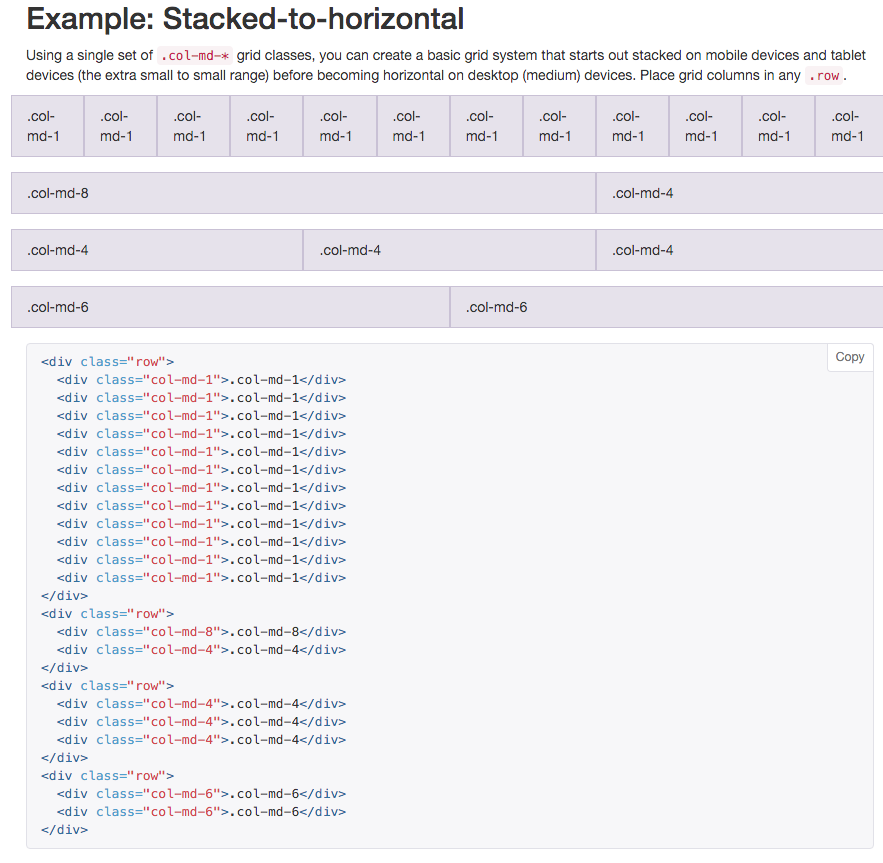 Example: Stacked-to-horizontal
Using a single set of .col-md-* grid classes, you can create a basic grid system that starts out stacked on mobile devices and tablet
devices (the extra small to small range) before becoming horizontal on desktop (medium) devices. Place grid columns in any .row.
.col- .col- .col- .col- .col- .col- .col- .col- .col- .col- .col- .col-
md-1 md-1 md-1 md-1 md-1 md-1 md-1 md-1 md-1 md-1 md-1 md-1
.col-md-8 .col-md-4
.col-md-4 .col-md-4 .col-md-4
.col-md-6 .col-md-6
Copy
<div class="row">
  <div class="col-md-1">.col-md-1</div>
  <div class="col-md-1">.col-md-1</div>
  <div class="col-md-1">.col-md-1</div>
  <div class="col-md-1">.col-md-1</div>
  <div class="col-md-1">.col-md-1</div>
  <div class="col-md-1">.col-md-1</div>
  <div class="col-md-1">.col-md-1</div>
  <div class="col-md-1">.col-md-1</div>
  <div class="col-md-1">.col-md-1</div>
  <div class="col-md-1">.col-md-1</div>
  <div class="col-md-1">.col-md-1</div>
  <div class="col-md-1">.col-md-1</div>
</div>
<div class="row">
  <div class="col-md-8">.col-md-8</div>
  <div class="col-md-4">.col-md-4</div>
</div>
<div class="row">
  <div class="col-md-4">.col-md-4</div>
  <div class="col-md-4">.col-md-4</div>
  <div class="col-md-4">.col-md-4</div>
</div>
<div class="row">
  <div class="col-md-6">.col-md-6</div>
  <div class="col-md-6">.col-md-6</div>
</div>